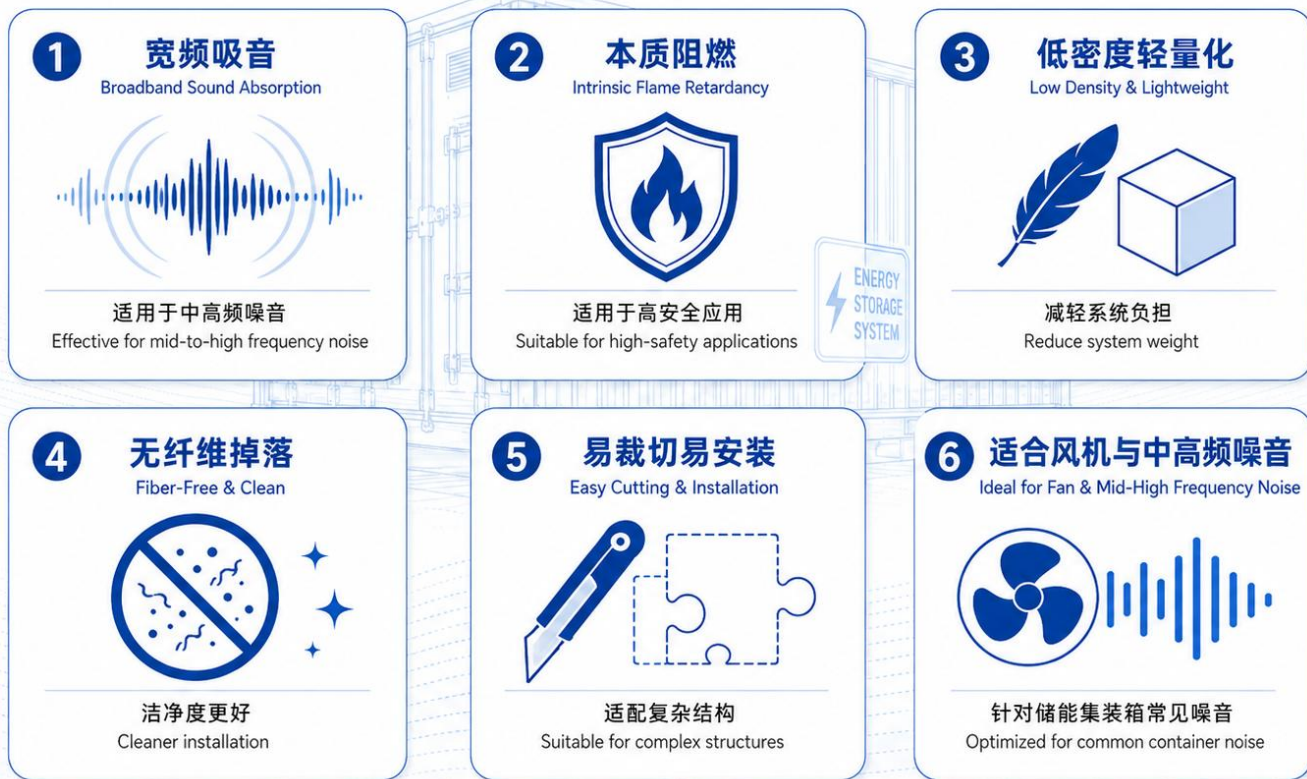 1
宽频吸音
Broadband Sound Absorption
适用于中高频噪音
Effective for mid-to-high frequency noise
2
本质阻燃
Intrinsic Flame Retardancy
适用于高安全应用
Suitable for high-safety applications
ENERGY
STORAGE
SYSTEM
3
低密度轻量化
Low Density & Lightweight
减轻系统负担
Reduce system weight
4
无纤维掉落
Fiber-Free & Clean
洁净度更好
Cleaner installation
5
易裁切易安装
Easy Cutting & Installation
适配复杂结构
Suitable for complex structures
6
适合风机与中高频噪音
Ideal for Fan & Mid-High Frequency Noise
针对储能集装箱常见噪音
Optimized for common container noise